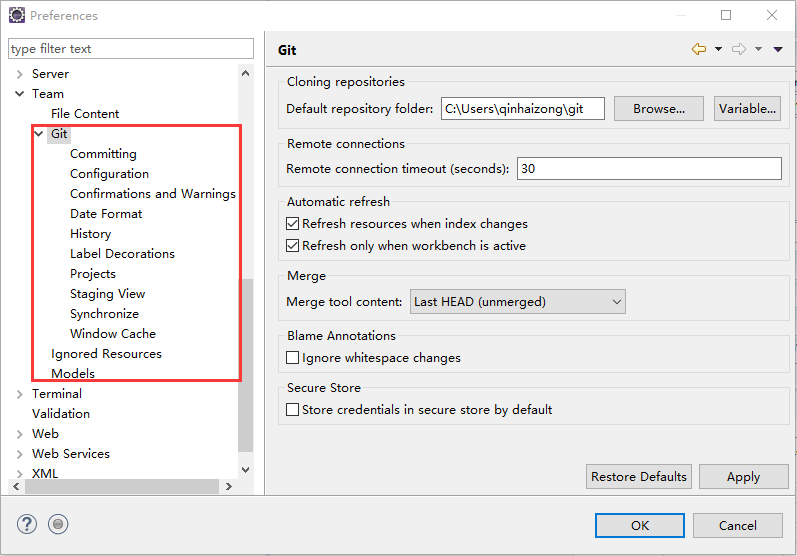 Preferences
type filter text
Server
Team
File Content
Git
Committing
Configuration
Confirmations and Warnings
Date Format
History
Label Decorations
Projects
Staging View
Synchronize
Window Cache
Ignored Resources
Models
Terminal
Validation
Web
Web Services
XML
Git
Cloning repositories
Default repository folder: C:\Users\qinhaizong\git Browse... Variable...
Remote connections
Remote connection timeout (seconds): 30
Automatic refresh
Refresh resources when index changes
Refresh only when workbench is active
Merge
Merge tool content: Last HEAD (unmerged)
Blame Annotations
Ignore whitespace changes
Secure Store
Store credentials in secure store by default
Restore Defaults Apply
OK Cancel